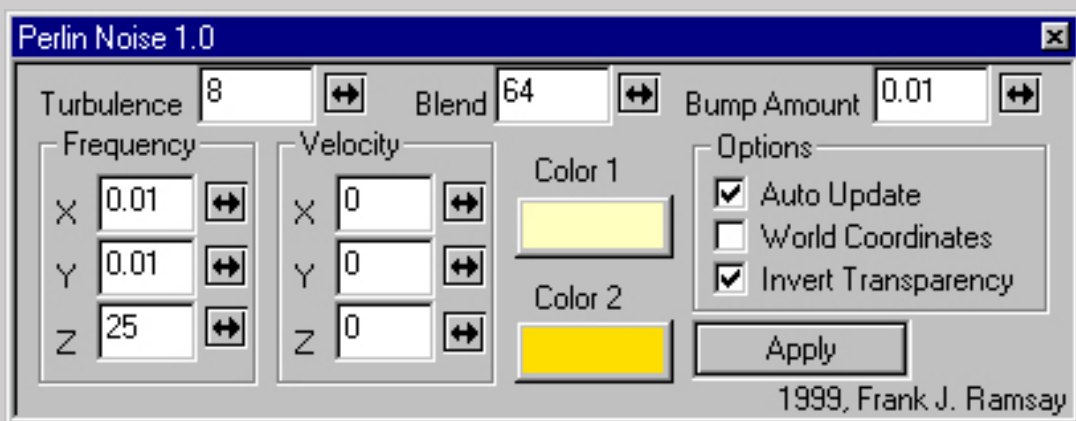 Perlin Noise 1.0
Turbulence 8 Blend 64 Bump Amount 0.01
Frequency Velocity Color 1 Options
X 0.01 X 0 Auto Update
Y 0.01 Y 0 World Coordinates
Color 2 Invert Transparency
Z 25 Z 0 Apply
1999, Frank J. Ramsay